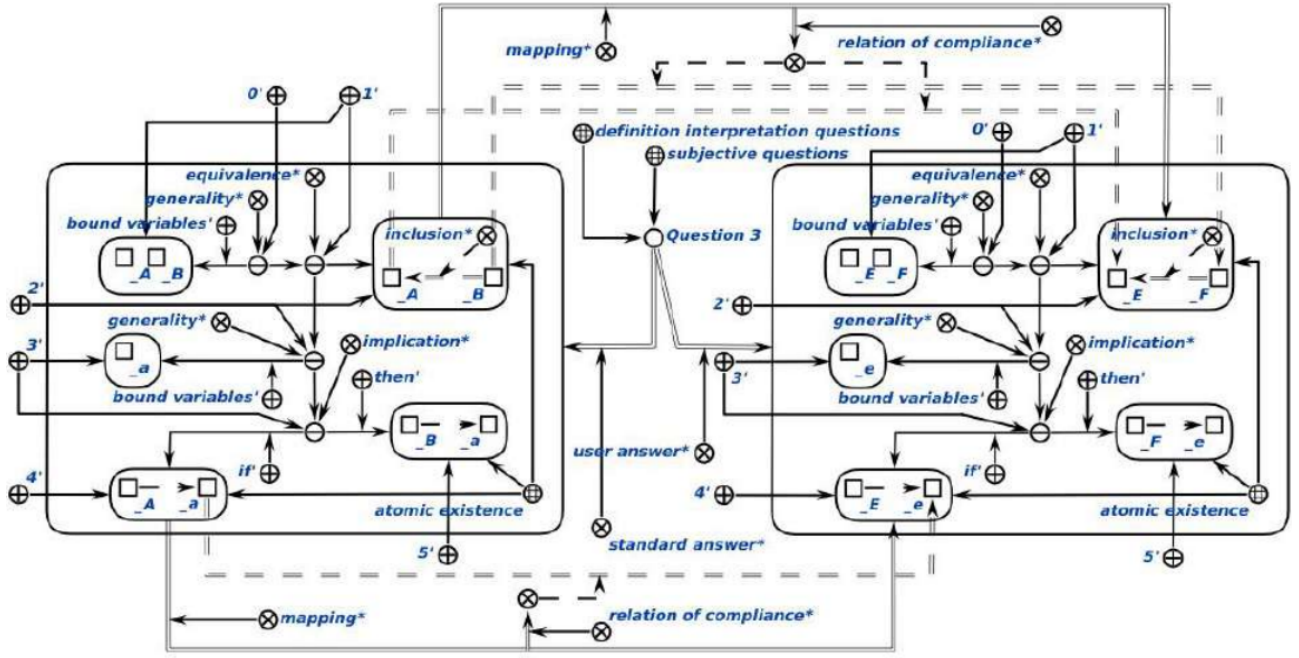 mapping*
relation of compliance*
0'
1'
definition interpretation questions
0'
1'
subjective questions
equivalence*
equivalence*
generality*
generality*
bound variables'
bound variables'
inclusion*
Question 3
inclusion*
_A _B
_A _B
_E _F
_E _F
2'
2'
generality*
generality*
3'
implication*
3'
implication*
_a
then'
_e
then'
bound variables'
bound variables'
_B _a
_F _e
if'
user answer*
if'
4'
4'
_A _a
atomic existence
_E _e
atomic existence
5'
standard answer*
5'
mapping*
relation of compliance*